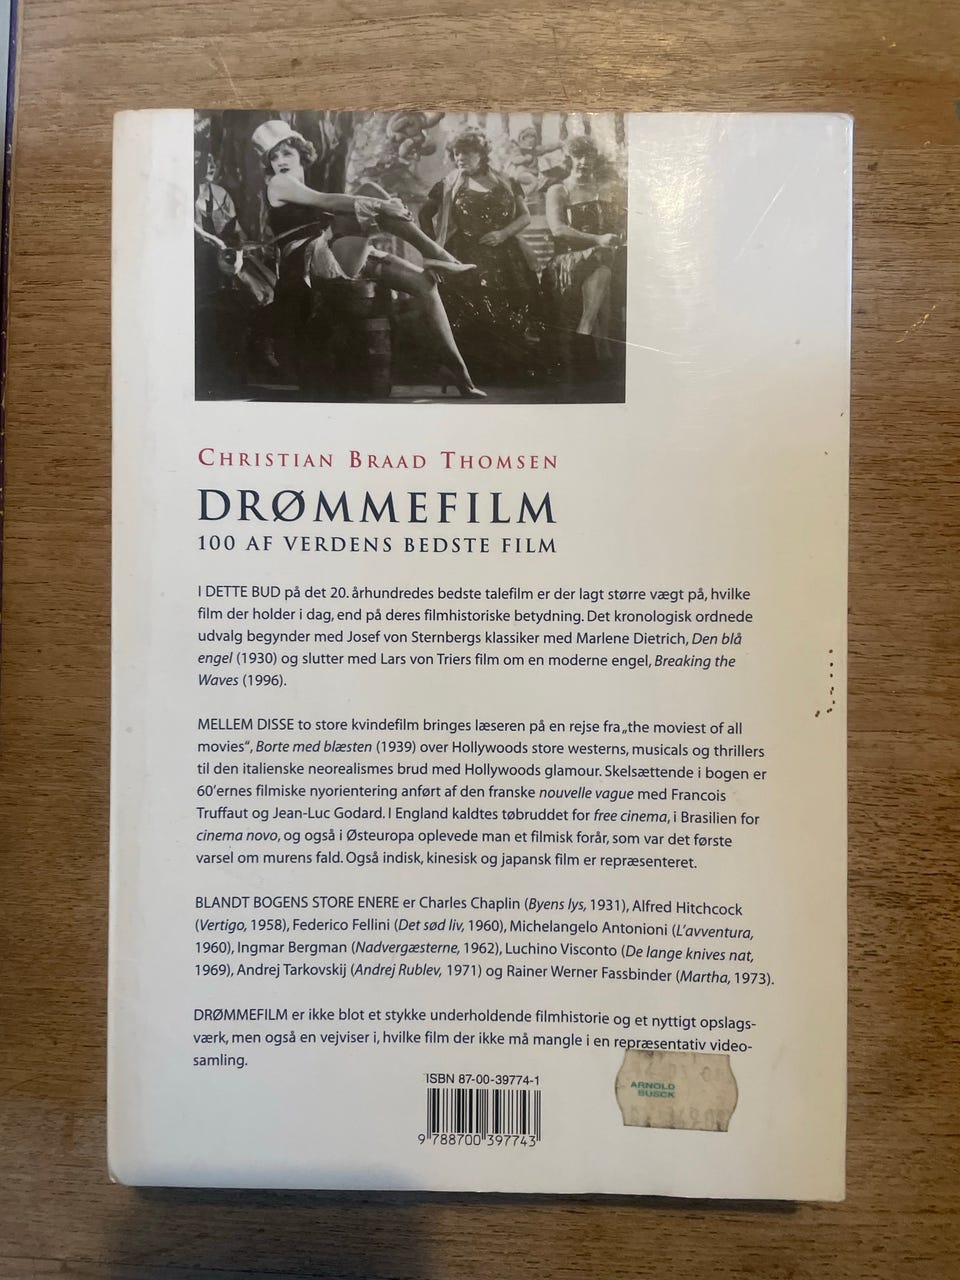 CHRISTIAN BRAAD THOMSEN
DRØMMEFILM
100 AF VERDENS BEDSTE FILM
I DETTE BUD på det 20. århundredes bedste talefilm er der lagt større vægt på, hvilke
film der holder i dag, end på deres filmhistoriske betydning. Det kronologisk ordnede
udvalg begynder med Josef von Sternbergs klassiker med Marlene Dietrich, Den blå
engel (1930) og slutter med Lars von Triers film om en moderne engel, Breaking the
Waves (1996).
MELLEM DISSE to store kvindefilm bringes læseren på en rejse fra „the moviest of all
movies“, Borte med blæsten (1939) over Hollywoods store westerns, musicals og thrillers
til den italienske neorealismes brud med Hollywoods glamour. Skelsættende i bogen er
60'ernes filmiske nyorientering anført af den franske nouvelle vague med Francois
Truffaut og Jean-Luc Godard. I England kaldtes tøbruddet for free cinema, i Brasilien for
cinema novo, og også i Østeuropa oplevede man et filmisk forår, som var det første
varsel om murens fald. Også indisk, kinesisk og japansk film er repræsenteret.
BLANDT BOGENS STORE ENERE er Charles Chaplin (Byens lys, 1931), Alfred Hitchcock
(Vertigo, 1958), Federico Fellini (Det sød liv, 1960), Michelangelo Antonioni (L'avventura,
1960), Ingmar Bergman (Nadvergæsterne, 1962), Luchino Visconto (De lange knives nat,
1969), Andrej Tarkovskij (Andrej Rublev, 1971) og Rainer Werner Fassbinder (Martha, 1973).
DRØMMEFILM er ikke blot et stykke underholdende filmhistorie og et nyttigt opslags-
værk, men også en vejviser i, hvilke film der ikke må mangle i en repræsentativ video-
samling.
ISBN 87-00-39774-1
9 788700 397743
ARNOLD
BUSCK